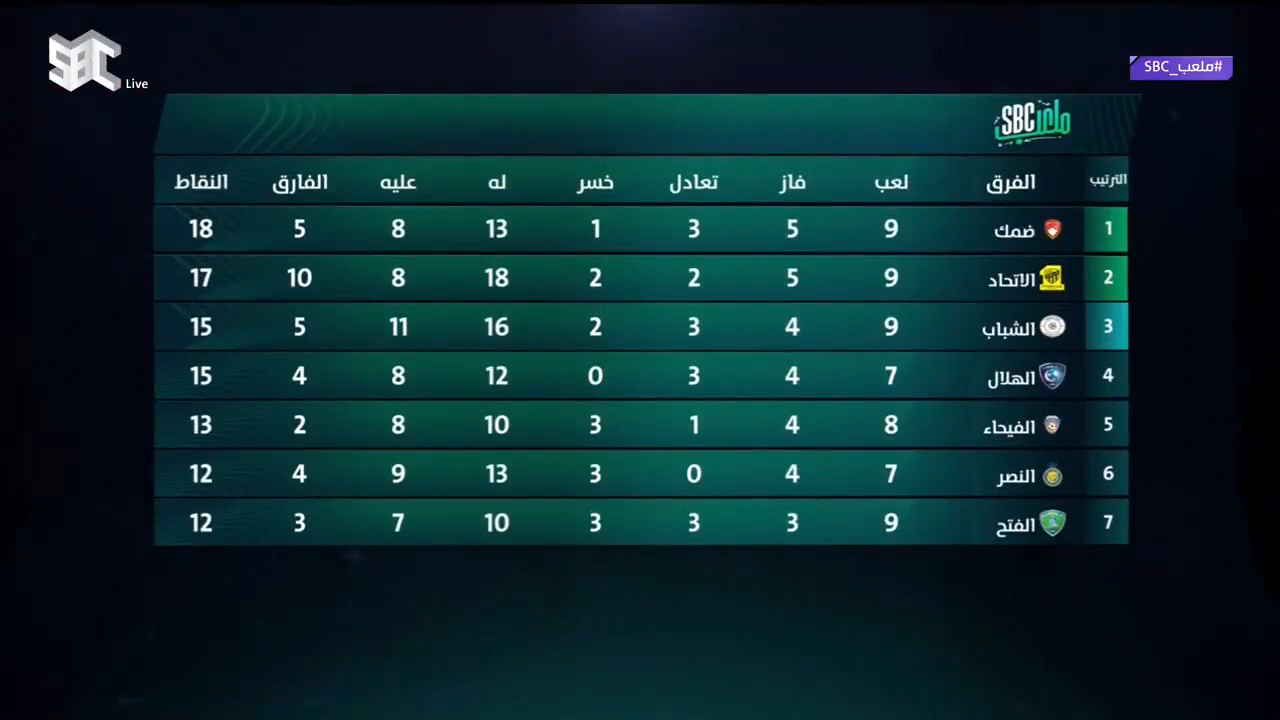 SBC Live
#ملعب_SBC
ملعب SBC
الترتيب الفرق لعب فاز تعادل خسر له عليه الفارق النقاط
1 ضمك 9 5 3 1 13 8 5 18
2 الاتحاد 9 5 2 2 18 8 10 17
3 الشباب 9 4 3 2 16 11 5 15
4 الهلال 7 4 3 0 12 8 4 15
5 الفيحاء 8 4 1 3 10 8 2 13
6 النصر 7 4 0 3 13 9 4 12
7 الفتح 9 3 3 3 10 7 3 12